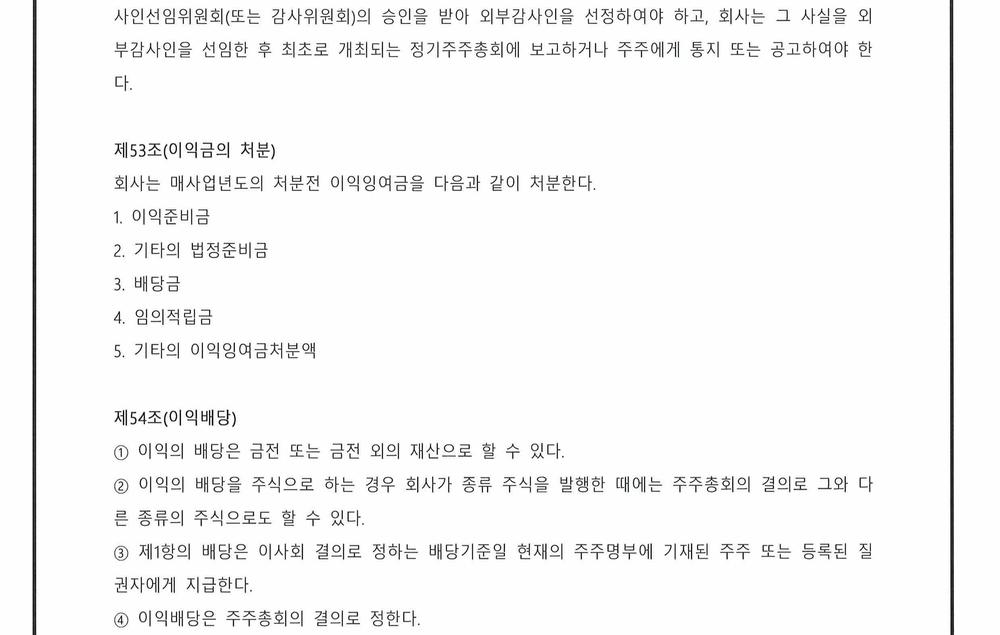 사인선임위원회(또는 감사위원회)의 승인을 받아 외부감사인을 선정하여야 하고, 회사는 그 사실을 외
부감사인을 선임한 후 최초로 개최되는 정기주주총회에 보고하거나 주주에게 통지 또는 공고하여야 한
다.
제53조(이익금의 처분)
회사는 매사업년도의 처분전 이익잉여금을 다음과 같이 처분한다.
1. 이익준비금
2. 기타의 법정준비금
3. 배당금
4. 임의적립금
5. 기타의 이익잉여금처분액
제54조(이익배당)
① 이익의 배당은 금전 또는 금전 외의 재산으로 할 수 있다.
② 이익의 배당을 주식으로 하는 경우 회사가 종류 주식을 발행한 때에는 주주총회의 결의로 그와 다
른 종류의 주식으로도 할 수 있다.
③ 제1항의 배당은 이사회 결의로 정하는 배당기준일 현재의 주주명부에 기재된 주주 또는 등록된 질
권자에게 지급한다.
④ 이익배당은 주주총회의 결의로 정한다.